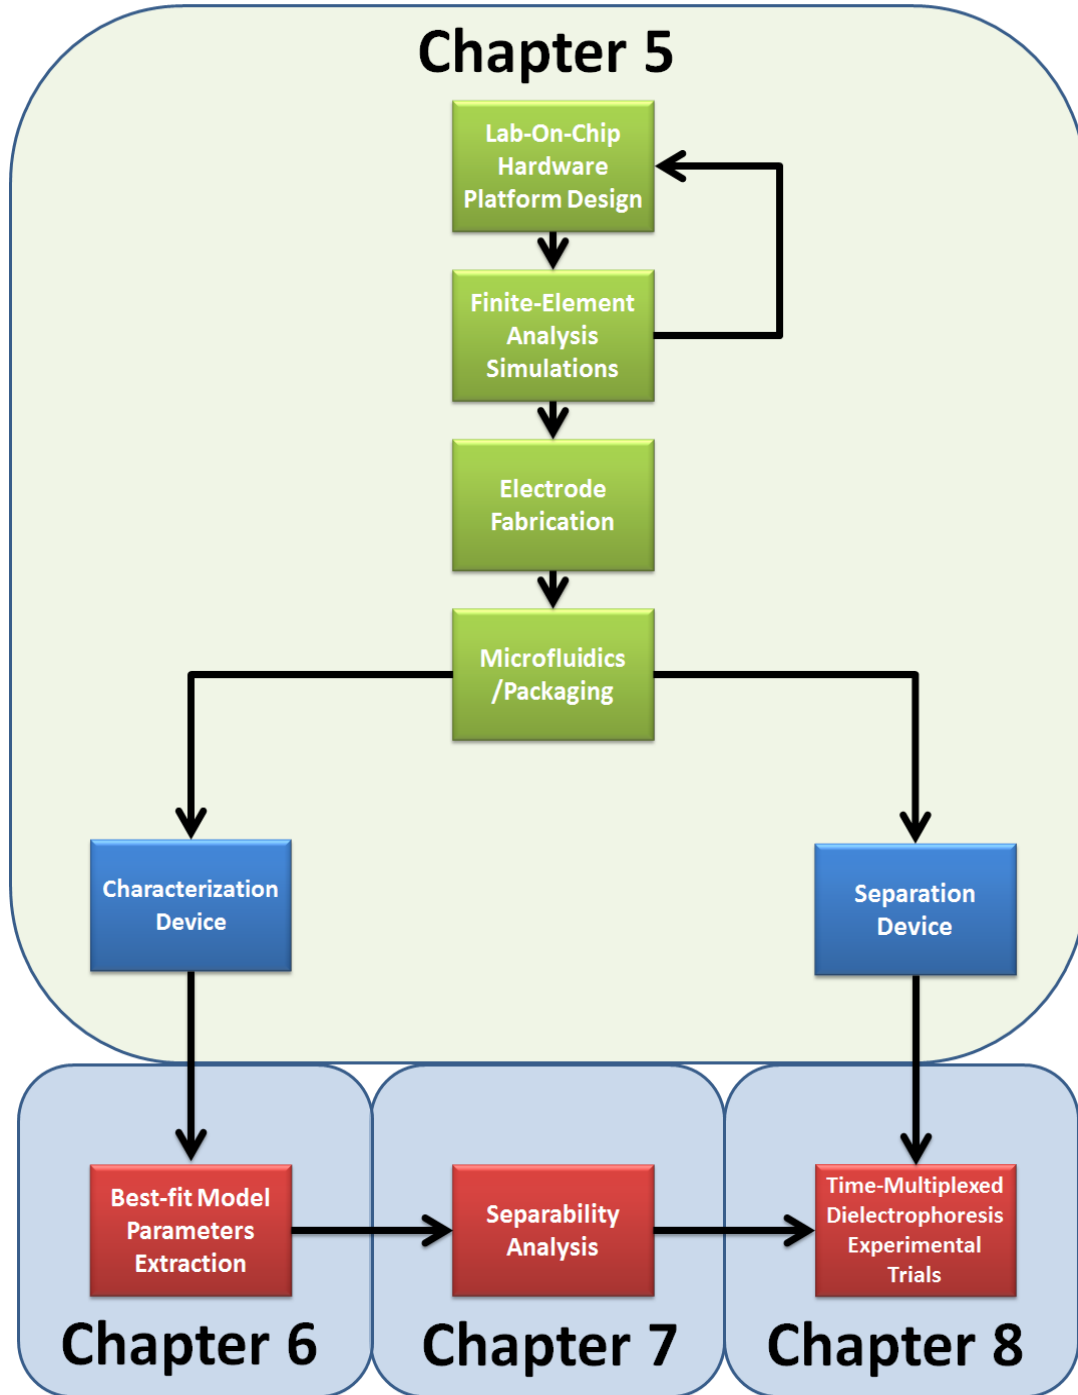 Chapter 5
Lab-On-Chip
Hardware
Platform Design
Finite-Element
Analysis
Simulations
Electrode
Fabrication
Microfluidics
/Packaging
Characterization
Device
Separation
Device
Best-fit Model
Parameters
Extraction
Separability
Analysis
Time-Multiplexed
Dielectrophoresis
Experimental
Trials
Chapter 6
Chapter 7
Chapter 8